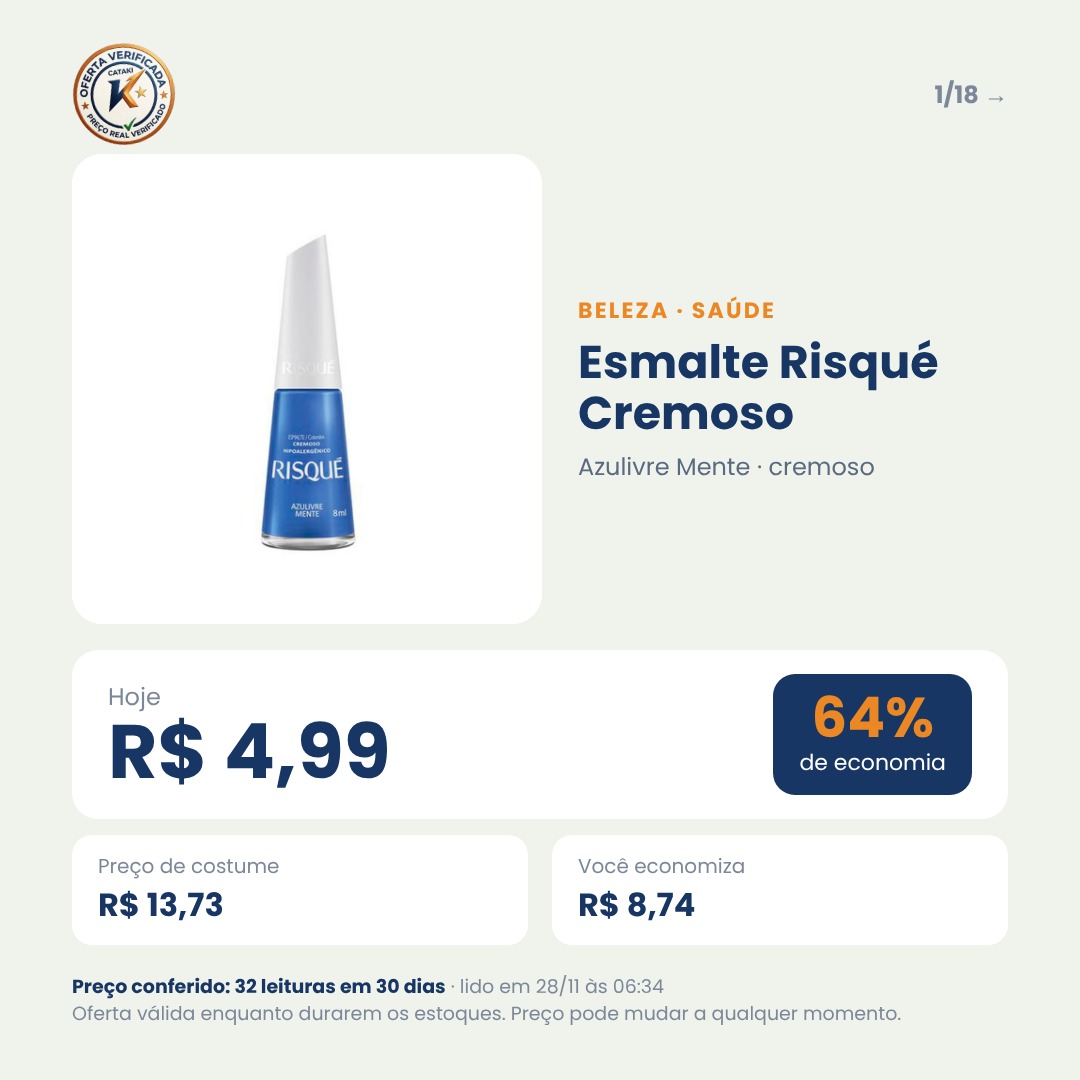 OFERTA VERIFICADA
CATAKI
K
PREÇO REAL VERIFICADO
1/18 →
RISQUÉ
ESMALTE / Colorido
CREMOSO
HIPOALERGÊNICO
RISQUÉ
AZULIVRE
MENTE 8ml
BELEZA · SAÚDE
Esmalte Risqué
Cremoso
Azulivre Mente · cremoso
Hoje
R$ 4,99
64%
de economia
Preço de costume
R$ 13,73
Você economiza
R$ 8,74
Preço conferido: 32 leituras em 30 dias · lido em 28/11 às 06:34
Oferta válida enquanto durarem os estoques. Preço pode mudar a qualquer momento.